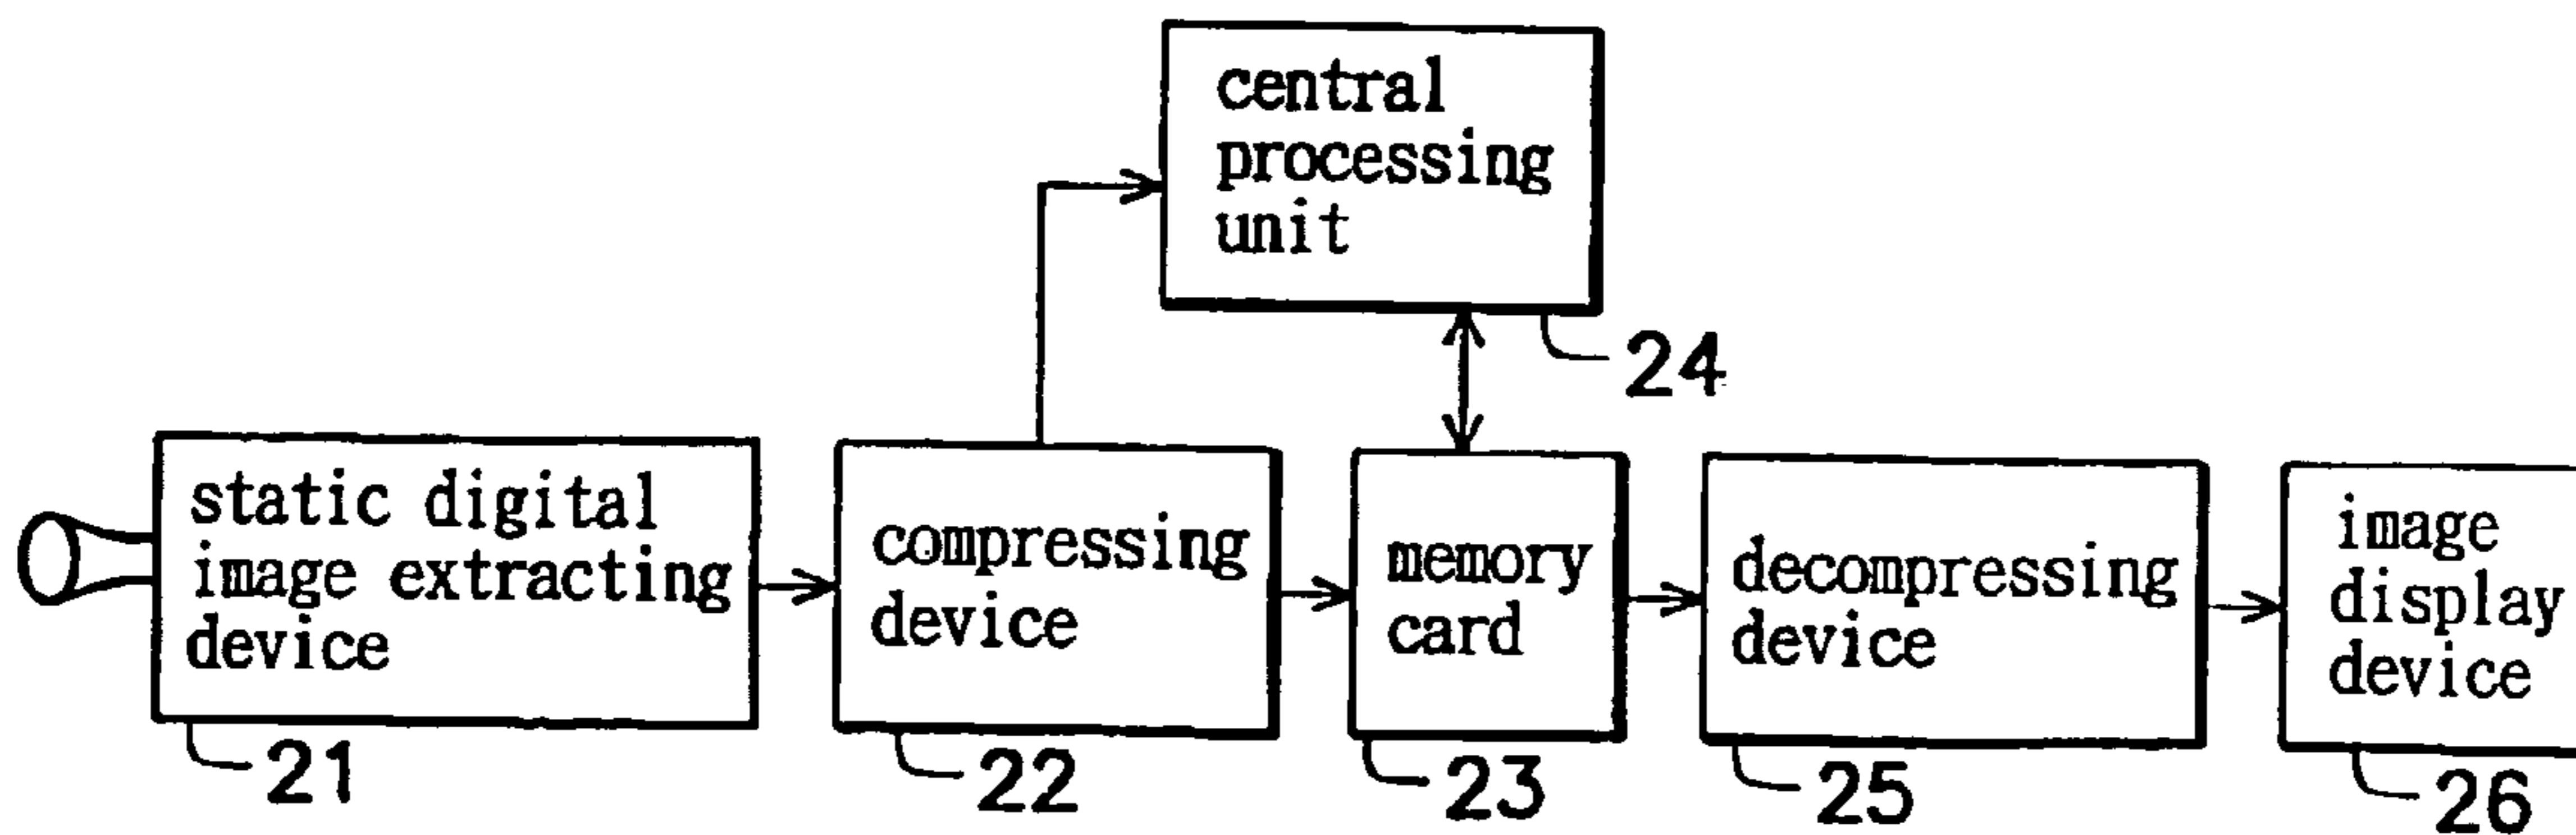 central
processing
unit
24
static digital
image extracting
device
21
compressing
device
22
memory
card
23
decompressing
device
25
image
display
device
26